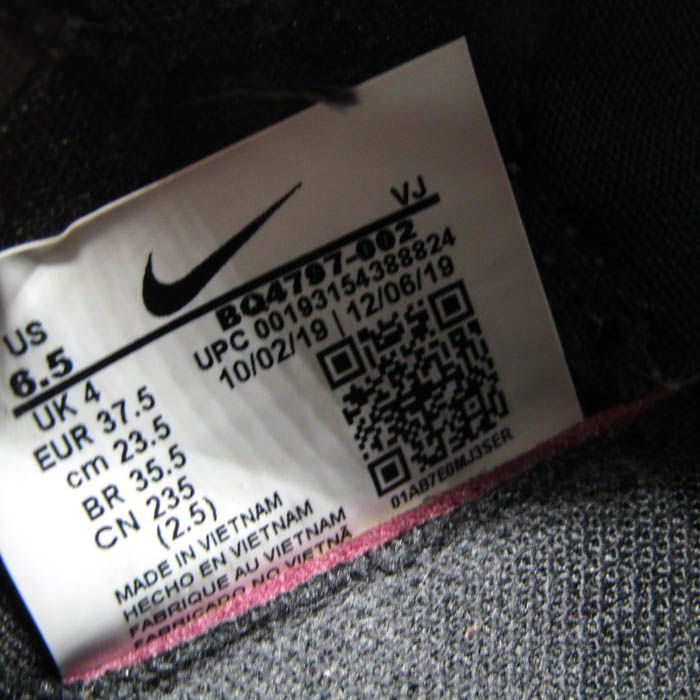 VJ
US
6.5
BQ4797-002
UPC 00193154388824
10/02/19 | 12/06/19
UK 4
EUR 37.5
cm 23.5
BR 35.5
CN 235
(2.5)
01AB7E0MJ3SER
MADE IN VIETNAM
HECHO EN VIETNAM
FABRIQUE AU VIETNAM
FABRICADO NO VIETNÃ